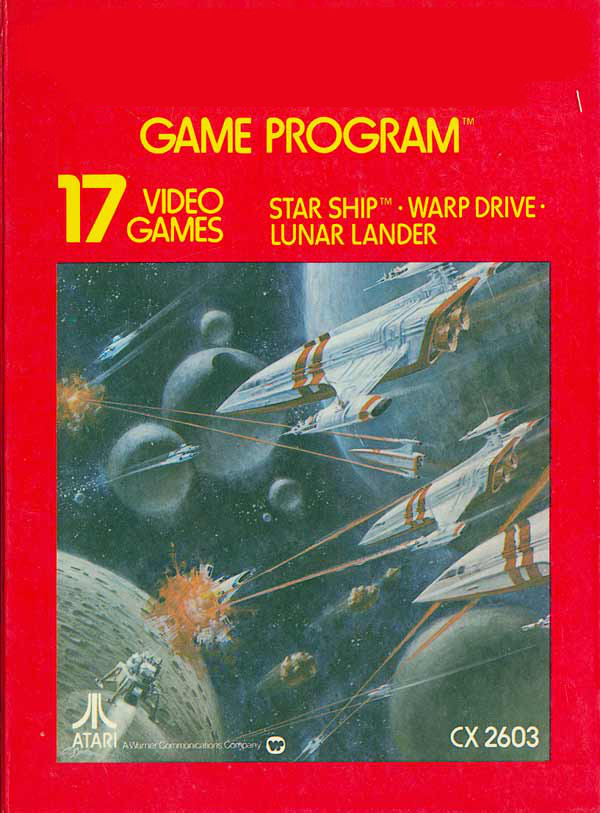 GAME PROGRAM™
17 VIDEO GAMES
STAR SHIP™ · WARP DRIVE ·
LUNAR LANDER
ATARI
A Warner Communications Company
CX 2603